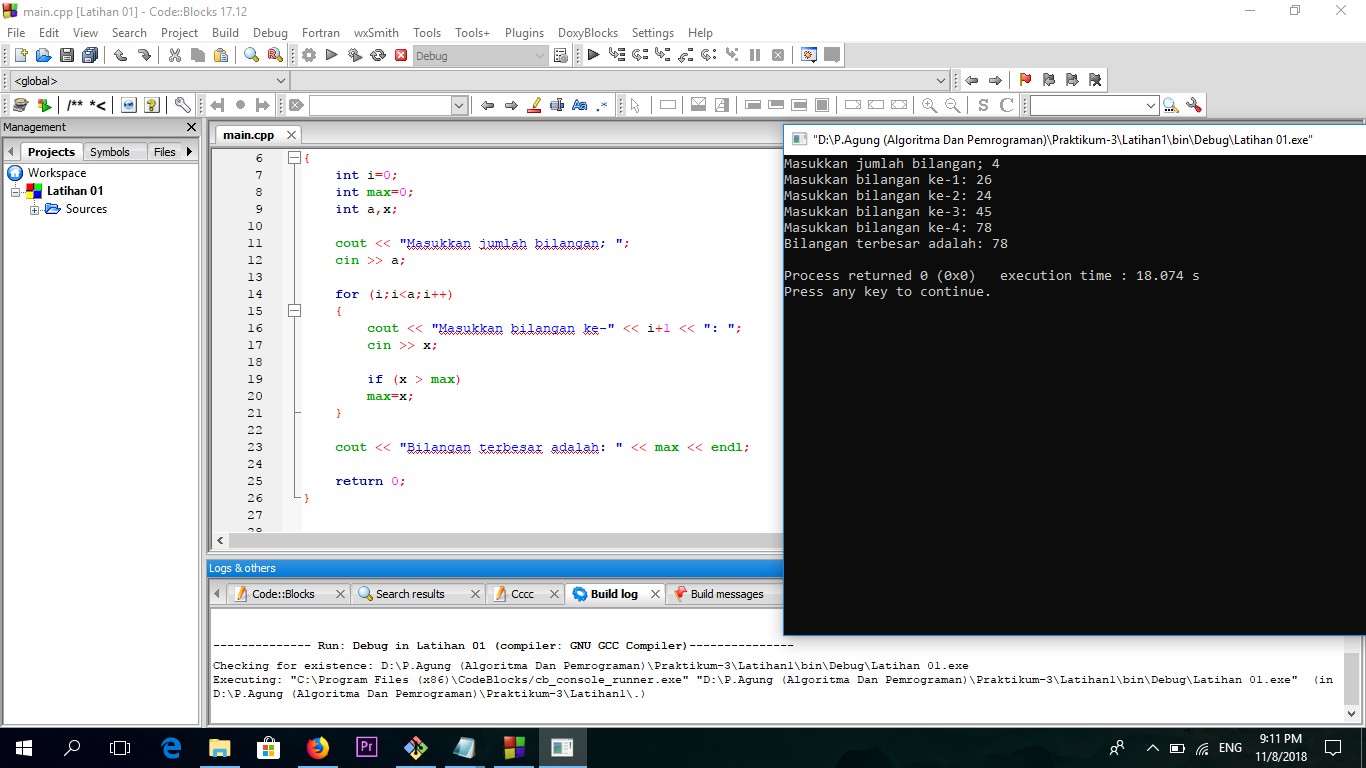 main.cpp [Latihan 01] - Code::Blocks 17.12
File Edit View Search Project Build Debug Fortran wxSmith Tools Tools+ Plugins DoxyBlocks Settings Help
Debug
<global>
/** *<
Aa .*
S C
Management
Projects Symbols Files
Workspace
Latihan 01
Sources
main.cpp
6 {
7 int i=0;
8 int max=0;
9 int a,x;
10
11 cout << "Masukkan jumlah bilangan; ";
12 cin >> a;
13
14 for (i;i<a;i++)
15 {
16 cout << "Masukkan bilangan ke-" << i+1 << ": ";
17 cin >> x;
18
19 if (x > max)
20 max=x;
21 }
22
23 cout << "Bilangan terbesar adalah: " << max << endl;
24
25 return 0;
26 }
27
28
"D:\P.Agung (Algoritma Dan Pemrograman)\Praktikum-3\Latihan1\bin\Debug\Latihan 01.exe"
Masukkan jumlah bilangan; 4
Masukkan bilangan ke-1: 26
Masukkan bilangan ke-2: 24
Masukkan bilangan ke-3: 45
Masukkan bilangan ke-4: 78
Bilangan terbesar adalah: 78
Process returned 0 (0x0) execution time : 18.074 s
Press any key to continue.
Logs & others
Code::Blocks Search results Cccc Build log Build messages
-------------- Run: Debug in Latihan 01 (compiler: GNU GCC Compiler)---------------
Checking for existence: D:\P.Agung (Algoritma Dan Pemrograman)\Praktikum-3\Latihan1\bin\Debug\Latihan 01.exe
Executing: "C:\Program Files (x86)\CodeBlocks/cb_console_runner.exe" "D:\P.Agung (Algoritma Dan Pemrograman)\Praktikum-3\Latihan1\bin\Debug\Latihan 01.exe" (in
D:\P.Agung (Algoritma Dan Pemrograman)\Praktikum-3\Latihan1\.)
Pr
ENG
9:11 PM
11/8/2018